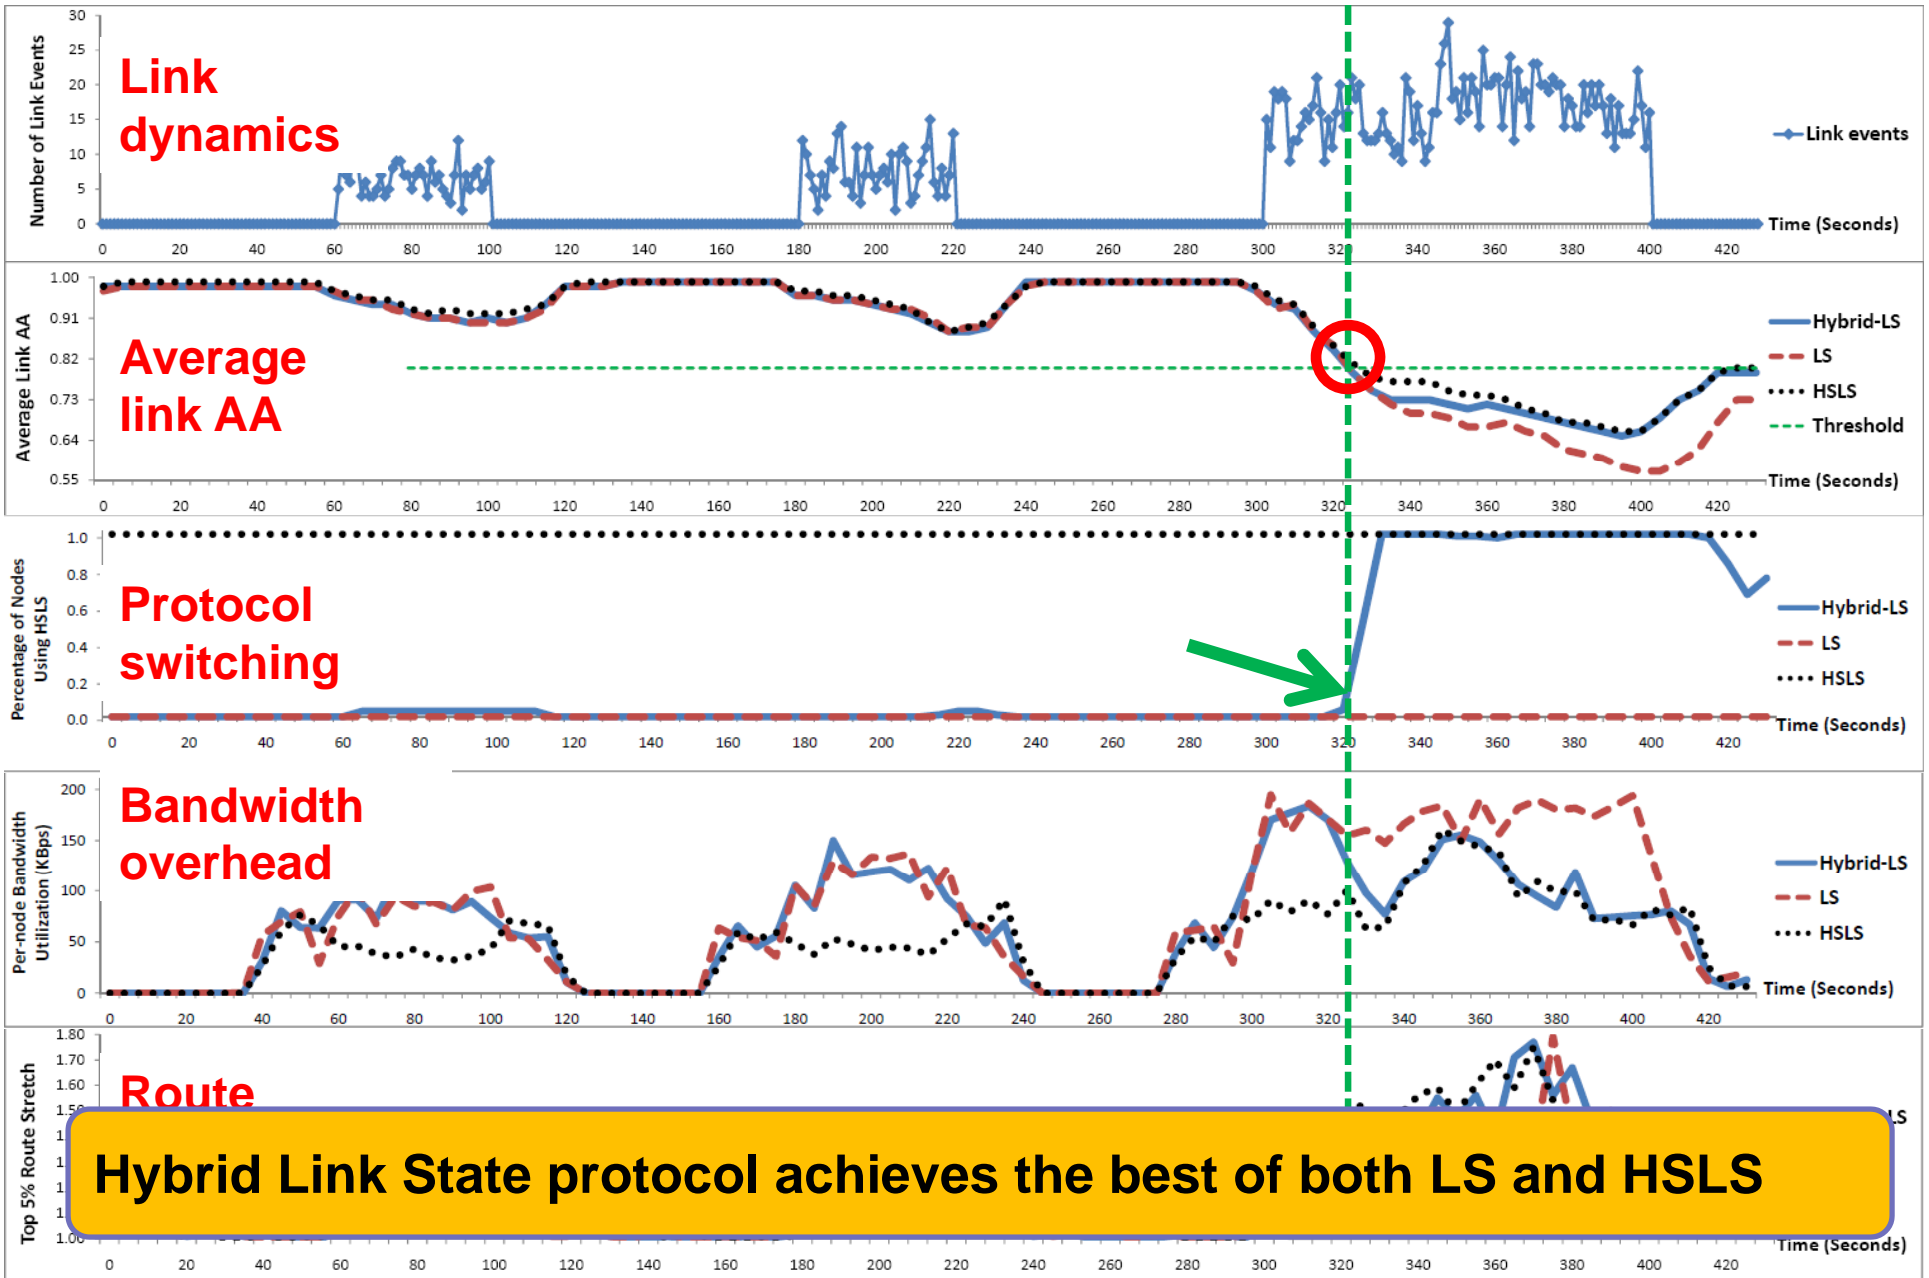 30
25
20
15
10
5
0
Number of Link Events
Link
dynamics
Link events
Time (Seconds)
0 20 40 60 80 100 120 140 160 180 200 220 240 260 280 300 320 340 360 380 400 420
1.00
0.91
0.82
0.73
0.64
0.55
Average Link AA
Average
link AA
Hybrid-LS
LS
HSLS
Threshold
Time (Seconds)
0 20 40 60 80 100 120 140 160 180 200 220 240 260 280 300 320 340 360 380 400 420
1.0
0.8
0.6
0.4
0.2
0.0
Percentage of Nodes
Using HSLS
Protocol
switching
Hybrid-LS
LS
HSLS
Time (Seconds)
0 20 40 60 80 100 120 140 160 180 200 220 240 260 280 300 320 340 360 380 400 420
200
150
100
50
0
Per-node Bandwidth
Utilization (KBps)
Bandwidth
overhead
Hybrid-LS
LS
HSLS
Time (Seconds)
0 20 40 60 80 100 120 140 160 180 200 220 240 260 280 300 320 340 360 380 400 420
1.80
1.70
1.60
1.50
1.00
Top 5% Route Stretch
Route
LS
Hybrid Link State protocol achieves the best of both LS and HSLS
Time (Seconds)
0 20 40 60 80 100 120 140 160 180 200 220 240 260 280 300 320 340 360 380 400 420